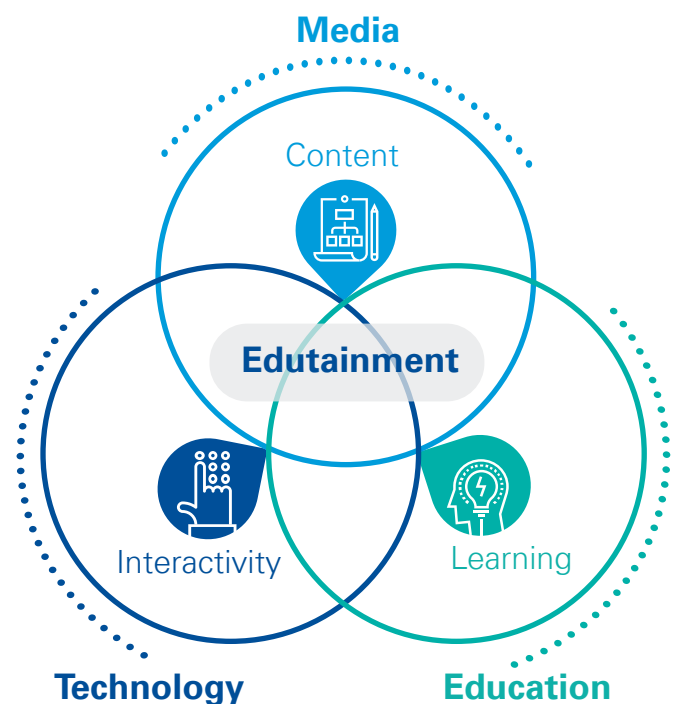 Media
Content
Edutainment
Interactivity
Learning
Technology
Education